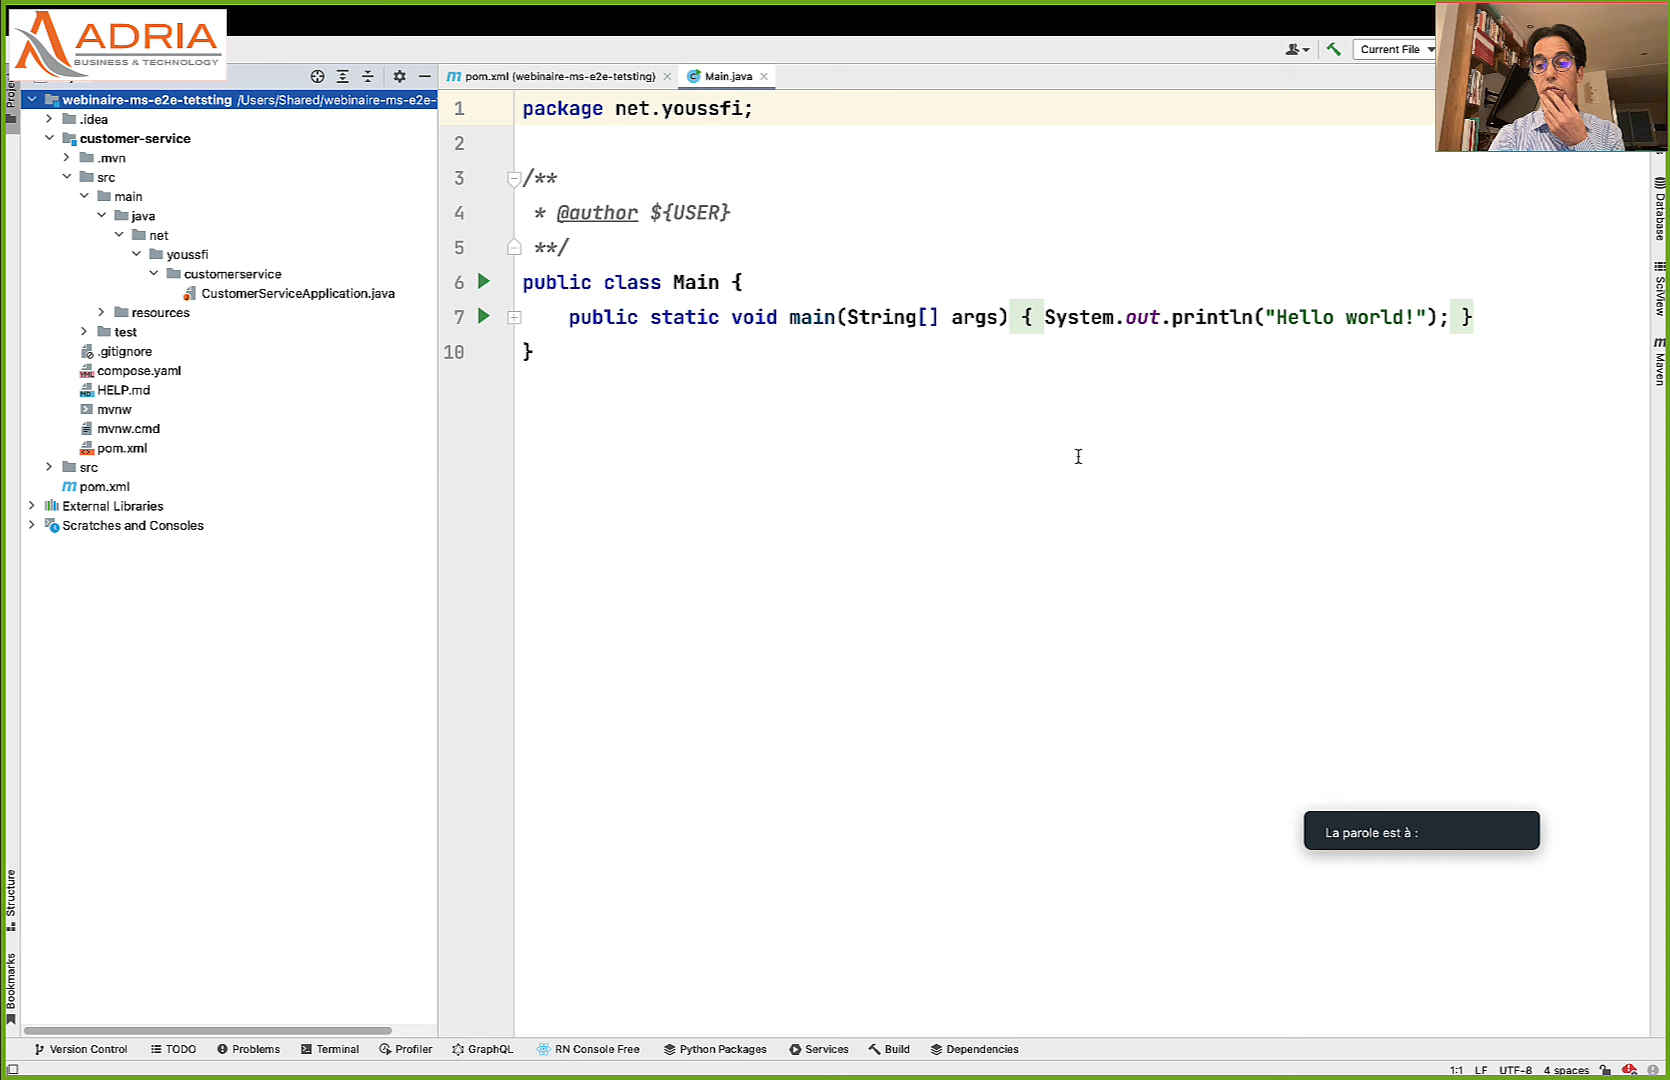 ADRIA
BUSINESS & TECHNOLOGY
Current File
pom.xml (webinaire-ms-e2e-tetsting)
Main.java
webinaire-ms-e2e-tetsting /Users/Shared/webinaire-ms-e2e-
.idea
customer-service
.mvn
src
main
java
net
youssfi
customerservice
CustomerServiceApplication.java
resources
test
.gitignore
compose.yaml
HELP.md
mvnw
mvnw.cmd
pom.xml
src
pom.xml
External Libraries
Scratches and Consoles
1 package net.youssfi;
2
3 /**
4 * @author ${USER}
5 **/
6 public class Main {
7 public static void main(String[] args) { System.out.println("Hello world!"); }
10 }
Database
SciView
Maven
La parole est à :
Structure
Bookmarks
Version Control
TODO
Problems
Terminal
Profiler
GraphQL
RN Console Free
Python Packages
Services
Build
Dependencies
1:1 LF UTF-8 4 spaces